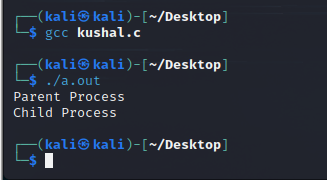 ┌──(kali㉿kali)-[~/Desktop]
└─$ gcc kushal.c
┌──(kali㉿kali)-[~/Desktop]
└─$ ./a.out
Parent Process
Child Process
┌──(kali㉿kali)-[~/Desktop]
└─$